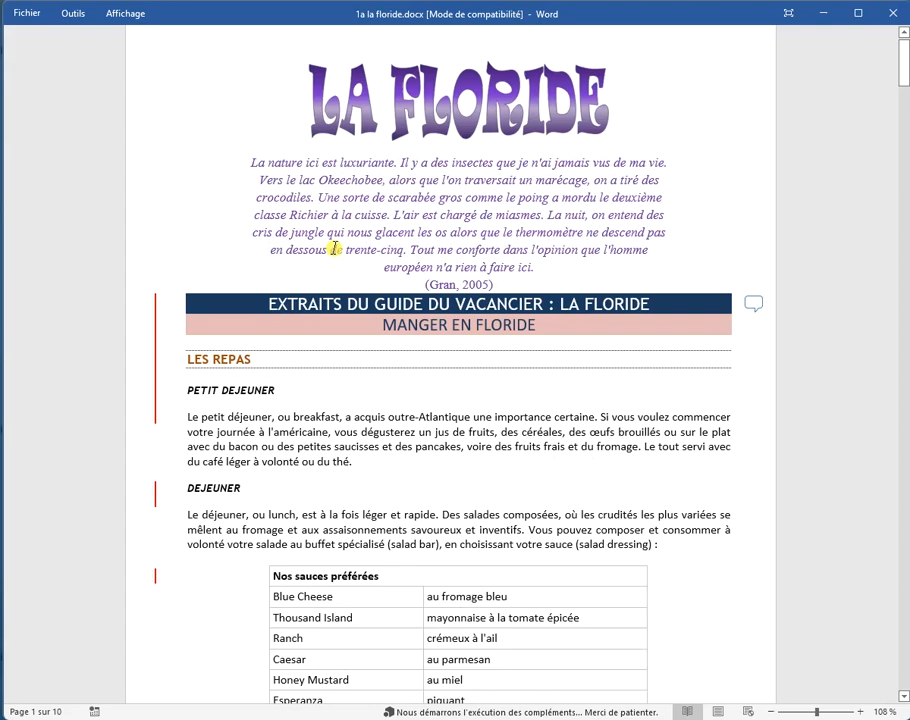 Fichier Outils Affichage 1a la floride.docx [Mode de compatibilité] - Word
LA FLORIDE
La nature ici est luxuriante. Il y a des insectes que je n'ai jamais vus de ma vie.
Vers le lac Okeechobee, alors que l'on traversait un marécage, on a tiré des
crocodiles. Une sorte de scarabée gros comme le poing a mordu le deuxième
classe Richier à la cuisse. L'air est chargé de miasmes. La nuit, on entend des
cris de jungle qui nous glacent les os alors que le thermomètre ne descend pas
en dessous de trente-cinq. Tout me conforte dans l'opinion que l'homme
européen n'a rien à faire ici.
(Gran, 2005)
EXTRAITS DU GUIDE DU VACANCIER : LA FLORIDE
MANGER EN FLORIDE
LES REPAS
PETIT DEJEUNER
Le petit déjeuner, ou breakfast, a acquis outre-Atlantique une importance certaine. Si vous voulez commencer
votre journée à l'américaine, vous dégusterez un jus de fruits, des céréales, des œufs brouillés ou sur le plat
avec du bacon ou des petites saucisses et des pancakes, voire des fruits frais et du fromage. Le tout servi avec
du café léger à volonté ou du thé.
DEJEUNER
Le déjeuner, ou lunch, est à la fois léger et rapide. Des salades composées, où les crudités les plus variées se
mêlent au fromage et aux assaisonnements savoureux et inventifs. Vous pouvez composer et consommer à
volonté votre salade au buffet spécialisé (salad bar), en choisissant votre sauce (salad dressing) :
Nos sauces préférées
Blue Cheese au fromage bleu
Thousand Island mayonnaise à la tomate épicée
Ranch crémeux à l'ail
Caesar au parmesan
Honey Mustard au miel
Esperanza piquant
Page 1 sur 10 Nous démarrons l'exécution des compléments... Merci de patienter. 108 %